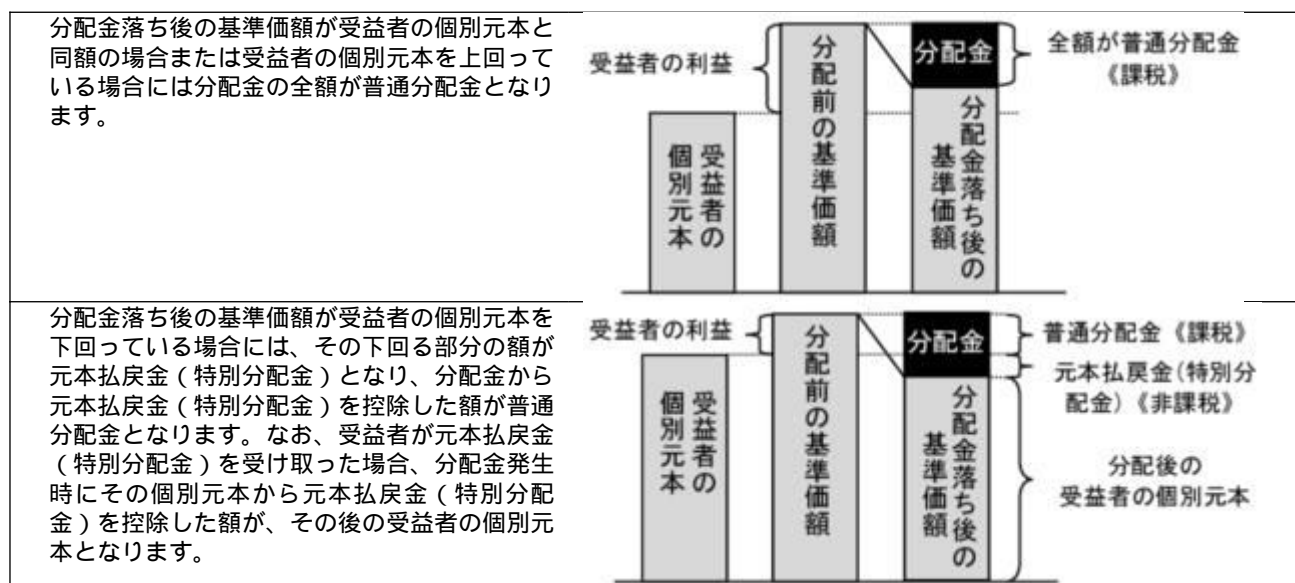 分配金落ち後の基準価額が受益者の個別元本と
同額の場合または受益者の個別元本を上回って
いる場合には分配金の全額が普通分配金となり
ます。
受益者の利益
受益者の
個別元本
分配前の基準価額
分配金
分配金落ち後の
基準価額
全額が普通分配金
《課税》
分配金落ち後の基準価額が受益者の個別元本を
下回っている場合には、その下回る部分の額が
元本払戻金(特別分配金)となり、分配金から
元本払戻金(特別分配金)を控除した額が普通
分配金となります。なお、受益者が元本払戻金
(特別分配金)を受け取った場合、分配金発生
時にその個別元本から元本払戻金(特別分配
金)を控除した額が、その後の受益者の個別元
本となります。
受益者の利益
受益者の
個別元本
分配前の基準価額
分配金
分配金落ち後の
基準価額
普通分配金《課税》
元本払戻金(特別分
配金)《非課税》
分配後の
受益者の個別元本